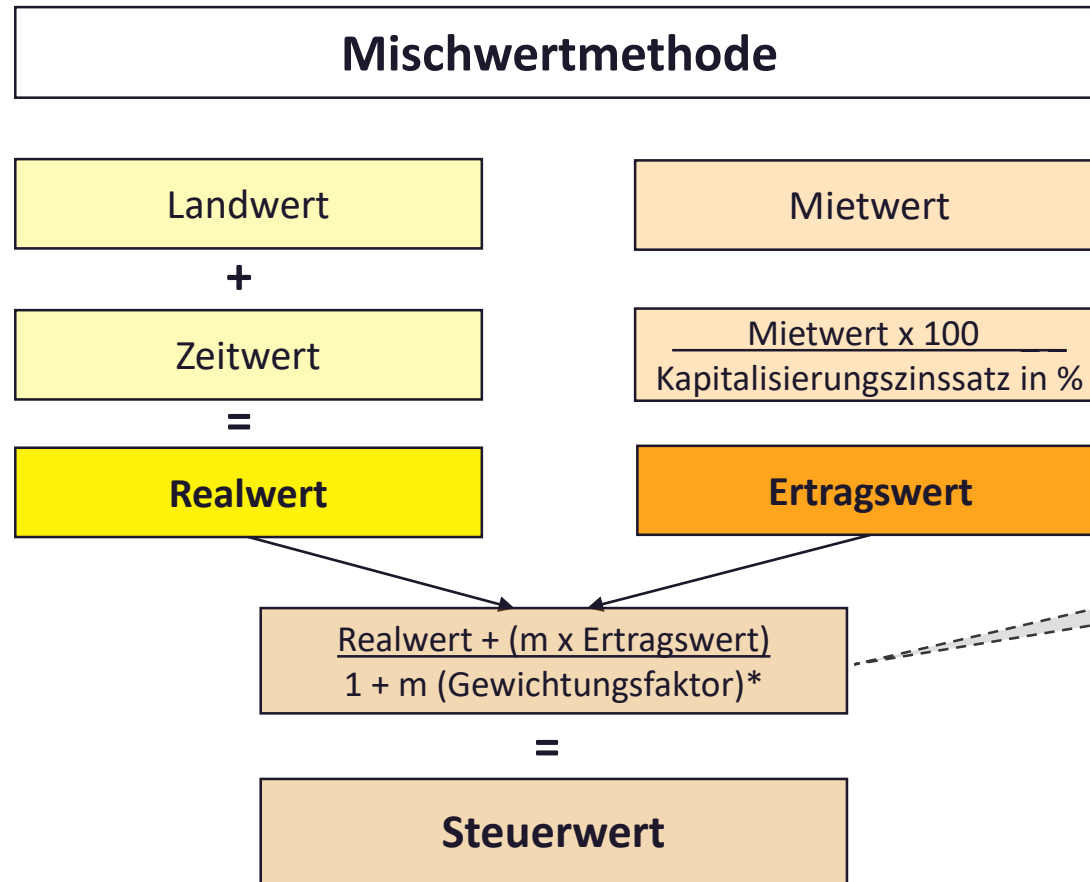 Mischwertmethode
Landwert
+
Zeitwert
=
Realwert
Mietwert
Mietwert x 100
Kapitalisierungszinssatz in %
Ertragswert
Realwert + (m x Ertragswert)
1 + m (Gewichtungsfaktor)*
=
Steuerwert